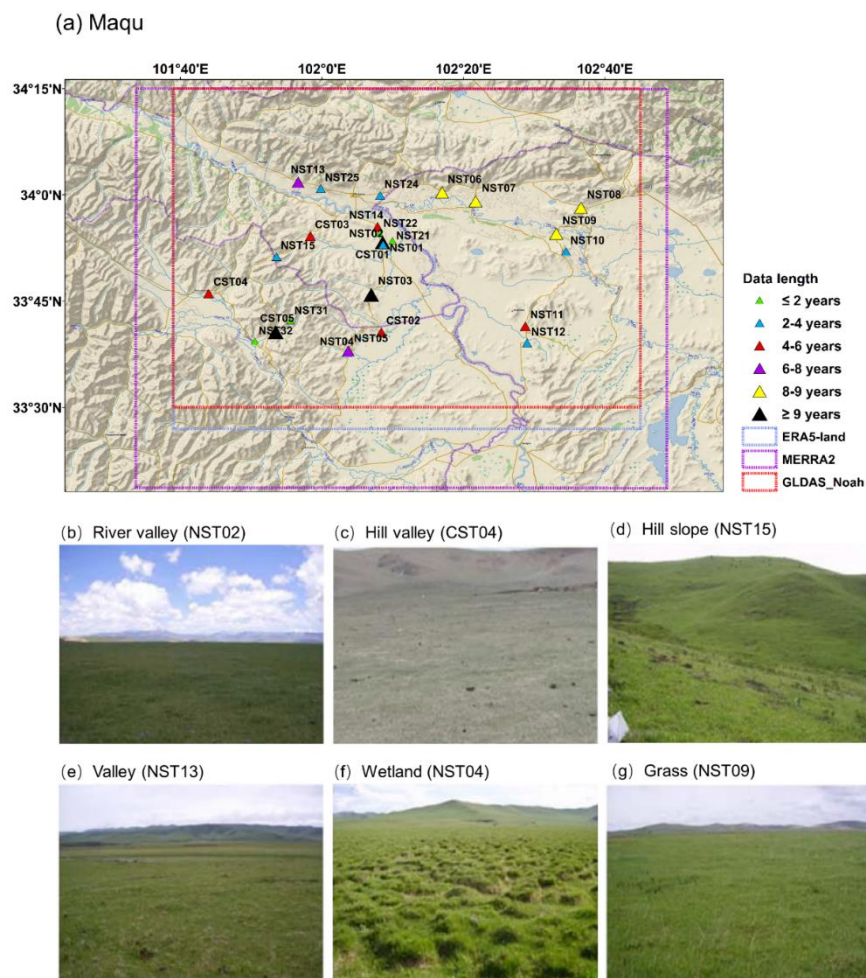 (a) Maqu
101°40'E 102°0'E 102°20'E 102°40'E
34°15'N
34°0'N
33°45'N
33°30'N
NST13
NST25
NST24
NST06
NST07
NST08
NST14
CST03
NST22
NST02
NST21
NST09
NST15
CST01
NST01
NST10
CST04
NST03
NST31
CST05
NST32
CST02
NST11
NST12
NST04
NST05
Data length
≤ 2 years
2-4 years
4-6 years
6-8 years
8-9 years
≥ 9 years
ERA5-land
MERRA2
GLDAS_Noah
(b) River valley (NST02)
(c) Hill valley (CST04)
(d) Hill slope (NST15)
(e) Valley (NST13)
(f) Wetland (NST04)
(g) Grass (NST09)